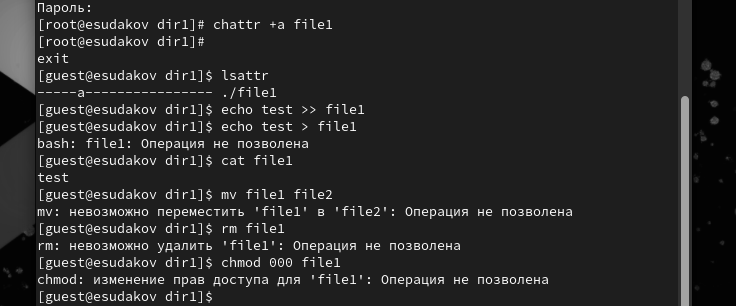 Пароль:
[root@esudakov dir1]# chattr +a file1
[root@esudakov dir1]#
exit
[guest@esudakov dir1]$ lsattr
-----a---------------- ./file1
[guest@esudakov dir1]$ echo test >> file1
[guest@esudakov dir1]$ echo test > file1
bash: file1: Операция не позволена
[guest@esudakov dir1]$ cat file1
test
[guest@esudakov dir1]$ mv file1 file2
mv: невозможно переместить 'file1' в 'file2': Операция не позволена
[guest@esudakov dir1]$ rm file1
rm: невозможно удалить 'file1': Операция не позволена
[guest@esudakov dir1]$ chmod 000 file1
chmod: изменение прав доступа для 'file1': Операция не позволена
[guest@esudakov dir1]$